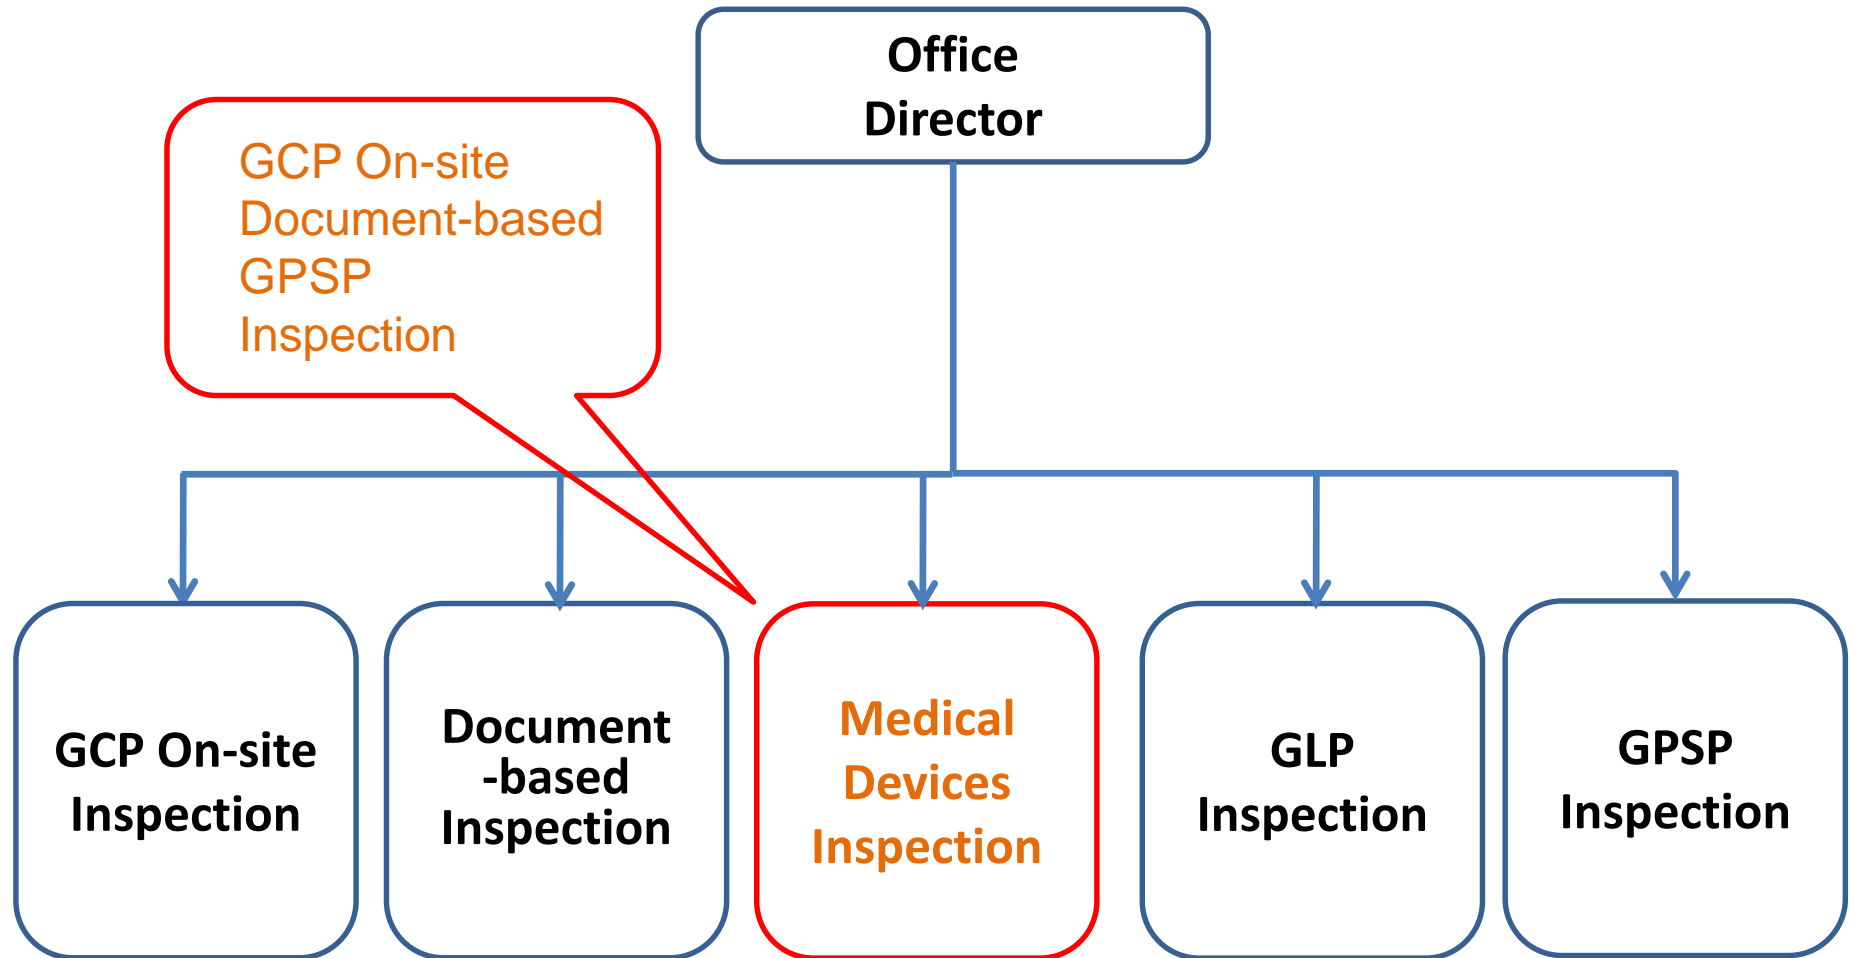 Office
Director
GCP On-site
Document-based
GPSP
Inspection
GCP On-site
Inspection
Document
-based
Inspection
Medical
Devices
Inspection
GLP
Inspection
GPSP
Inspection